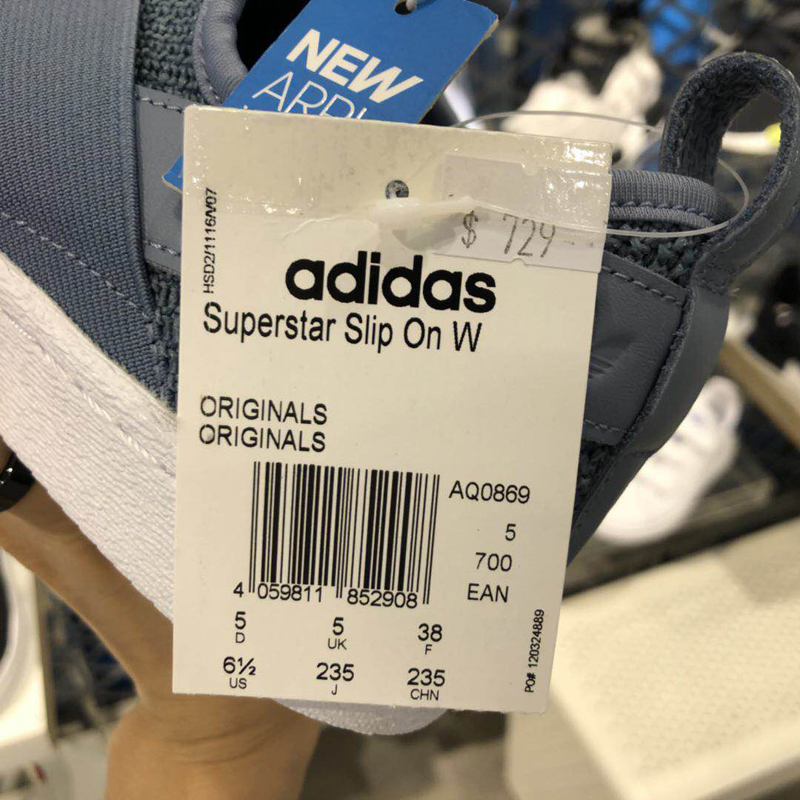 NEW
$ 729
HSD2/1116/V07
adidas
Superstar Slip On W
ORIGINALS
ORIGINALS
AQ0869
5
700
EAN
4 059811 852908
5 5 38
D UK F
6½ 235 235
US J CHN
PO# 120324889